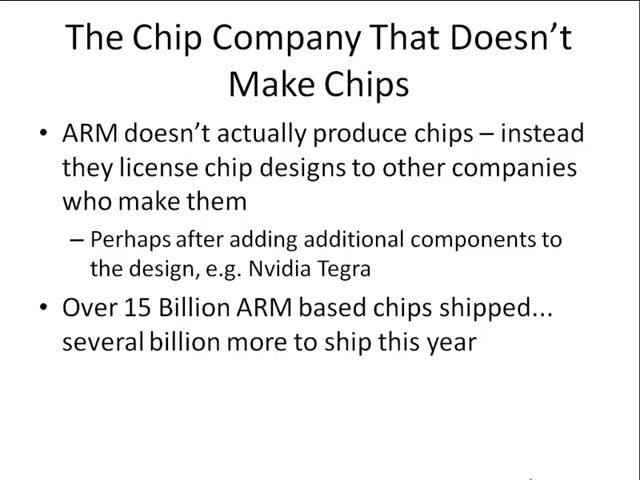 The Chip Company That Doesn't
Make Chips
• ARM doesn't actually produce chips – instead
they license chip designs to other companies
who make them
– Perhaps after adding additional components to
the design, e.g. Nvidia Tegra
• Over 15 Billion ARM based chips shipped...
several billion more to ship this year